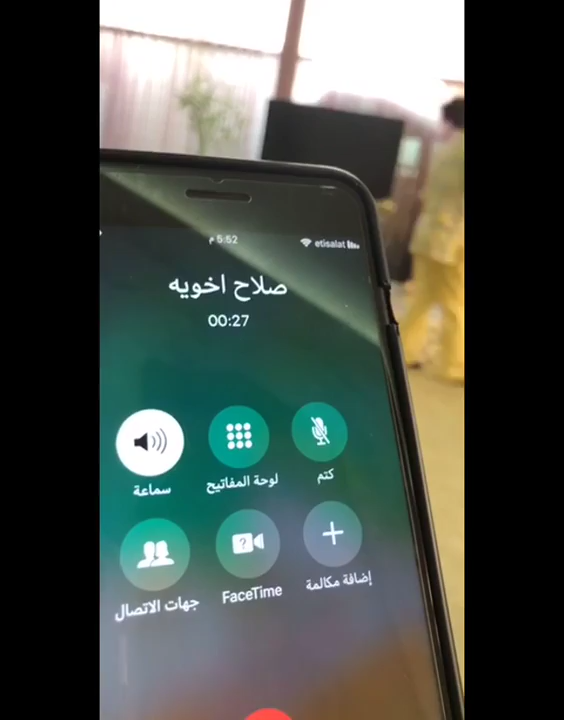 5:52 م
etisalat
صلاح اخويه
00:27
كتم
لوحة المفاتيح
سماعة
إضافة مكالمة
FaceTime
جهات الاتصال